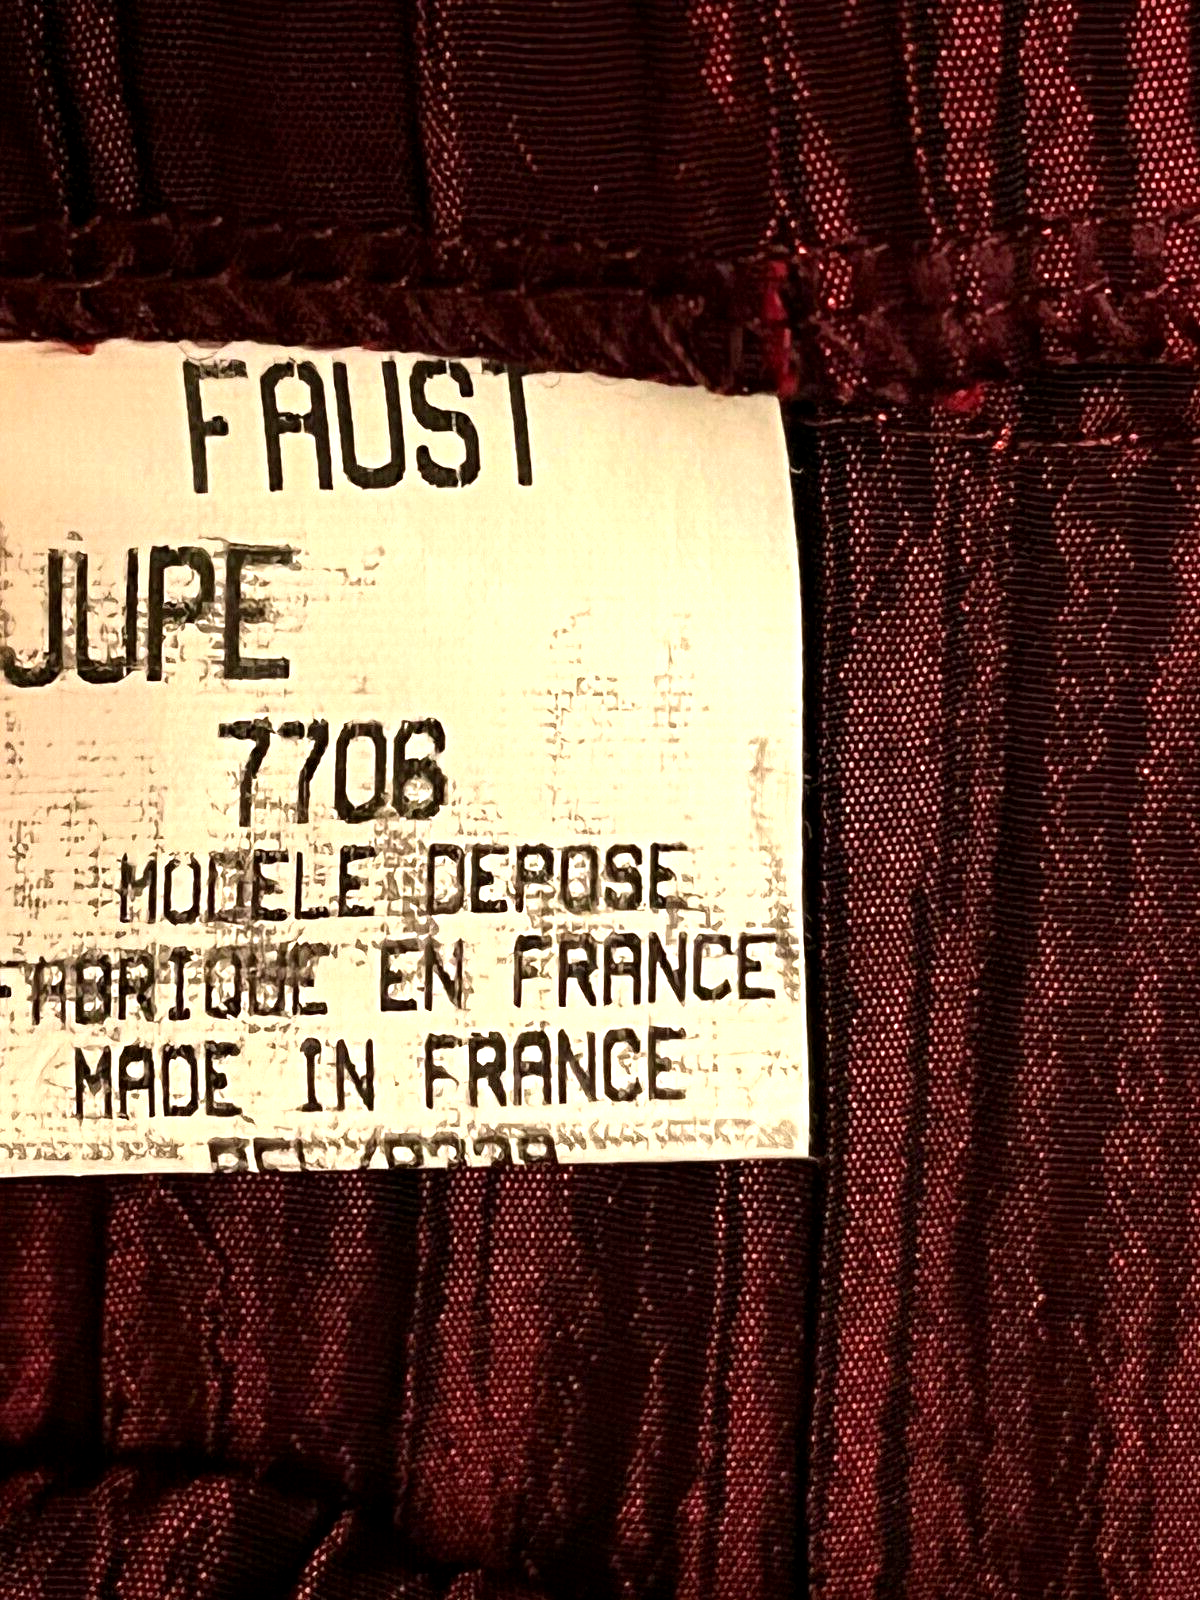 FAUST
JUPE
7706
MODELE DEPOSE
FABRIQUE EN FRANCE
MADE IN FRANCE